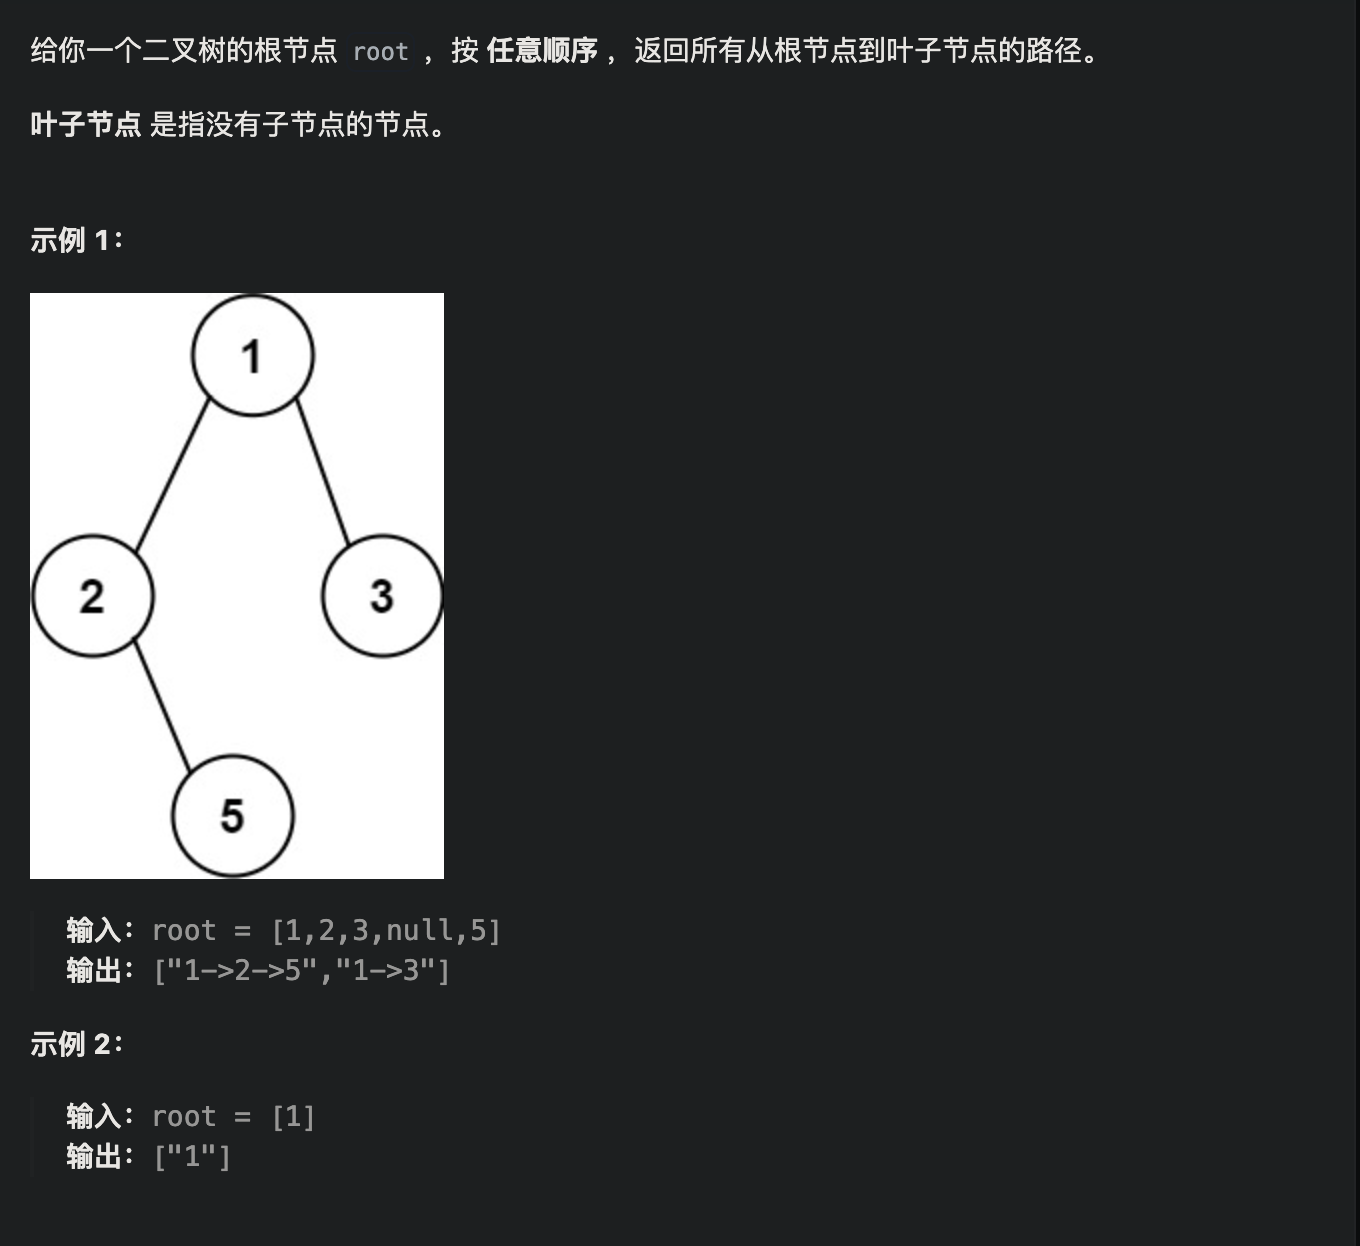 给你一个二叉树的根节点 root ，按 任意顺序 ，返回所有从根节点到叶子节点的路径。
叶子节点 是指没有子节点的节点。
示例 1：
1
2
3
5
输入：root = [1,2,3,null,5]
输出：["1->2->5","1->3"]
示例 2：
输入：root = [1]
输出：["1"]